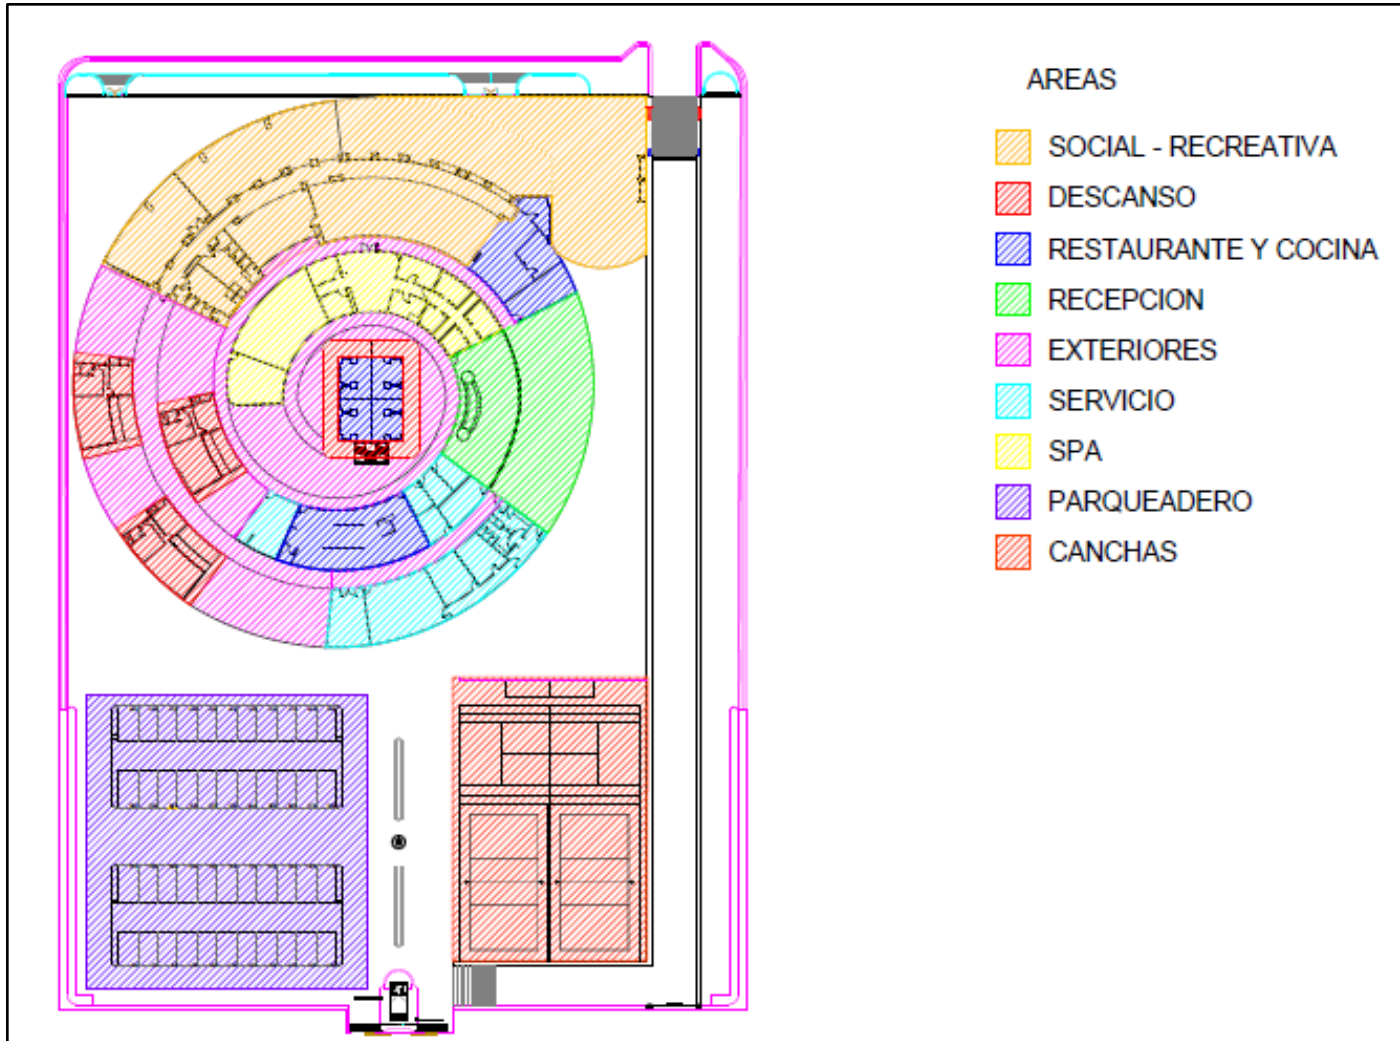 AREAS
SOCIAL - RECREATIVA
DESCANSO
RESTAURANTE Y COCINA
RECEPCION
EXTERIORES
SERVICIO
SPA
PARQUEADERO
CANCHAS